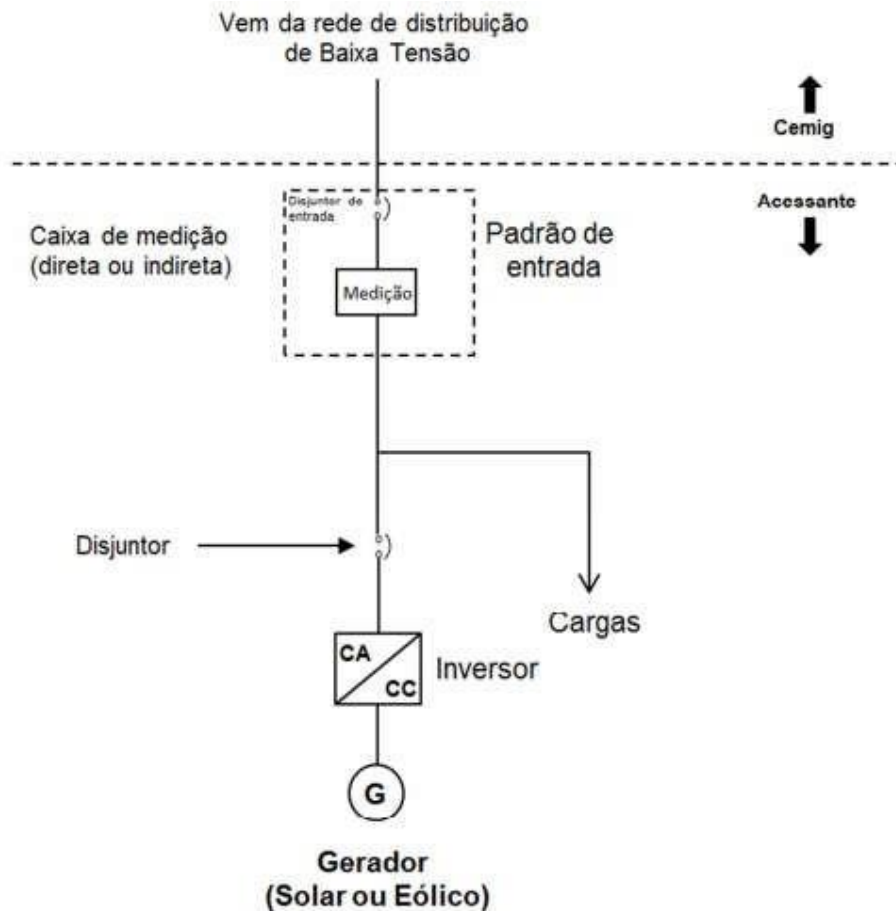 Vem da rede de distribuição
de Baixa Tensão
Cemig
Acessante
Disjuntor de
entrada
Caixa de medição
(direta ou indireta)
Padrão de
entrada
Medição
Disjuntor
Cargas
CA
CC
Inversor
G
Gerador
(Solar ou Eólico)